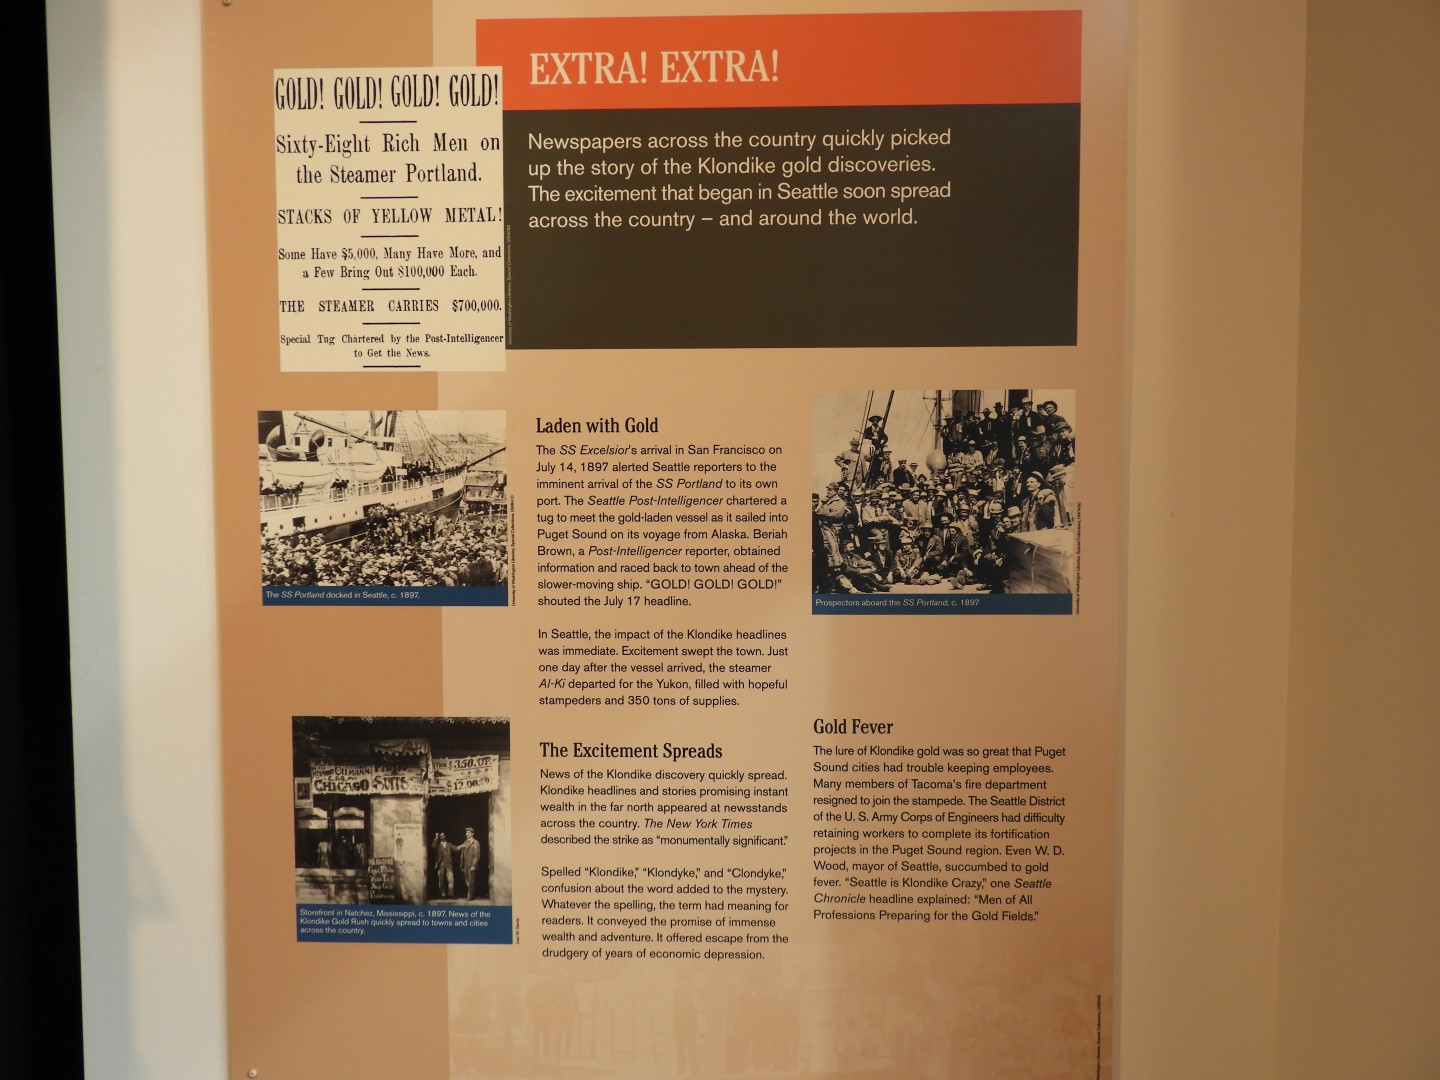 EXTRA! EXTRA!
Newspapers across the country quickly picked
up the story of the Klondike gold discoveries.
The excitement that began in Seattle soon spread
across the country – and around the world.
GOLD! GOLD! GOLD! GOLD!
Sixty-Eight Rich Men on
the Steamer Portland.
STACKS OF YELLOW METAL!
Some Have $5,000, Many Have More, and
a Few Bring Out $100,000 Each.
THE STEAMER CARRIES $700,000.
Special Tug Chartered by the Post-Intelligencer
to Get the News.
The SS Portland docked in Seattle, c. 1897.
Laden with Gold
The SS Excelsior's arrival in San Francisco on
July 14, 1897 alerted Seattle reporters to the
imminent arrival of the SS Portland to its own
port. The Seattle Post-Intelligencer chartered a
tug to meet the gold-laden vessel as it sailed into
Puget Sound on its voyage from Alaska. Beriah
Brown, a Post-Intelligencer reporter, obtained
information and raced back to town ahead of the
slower-moving ship. "GOLD! GOLD! GOLD!"
shouted the July 17 headline.
In Seattle, the impact of the Klondike headlines
was immediate. Excitement swept the town. Just
one day after the vessel arrived, the steamer
Al-Ki departed for the Yukon, filled with hopeful
stampeders and 350 tons of supplies.
Prospectors aboard the SS Portland, c. 1897
CHICAGO SUITS
$3.50. UP.
$12.00.
Storefront in Natchez, Mississippi, c. 1897. News of the
Klondike Gold Rush quickly spread to towns and cities
across the country.
The Excitement Spreads
News of the Klondike discovery quickly spread.
Klondike headlines and stories promising instant
wealth in the far north appeared at newsstands
across the country. The New York Times
described the strike as "monumentally significant."
Spelled "Klondike," "Klondyke," and "Clondyke,"
confusion about the word added to the mystery.
Whatever the spelling, the term had meaning for
readers. It conveyed the promise of immense
wealth and adventure. It offered escape from the
drudgery of years of economic depression.
Gold Fever
The lure of Klondike gold was so great that Puget
Sound cities had trouble keeping employees.
Many members of Tacoma's fire department
resigned to join the stampede. The Seattle District
of the U. S. Army Corps of Engineers had difficulty
retaining workers to complete its fortification
projects in the Puget Sound region. Even W. D.
Wood, mayor of Seattle, succumbed to gold
fever. "Seattle is Klondike Crazy," one Seattle
Chronicle headline explained: "Men of All
Professions Preparing for the Gold Fields."